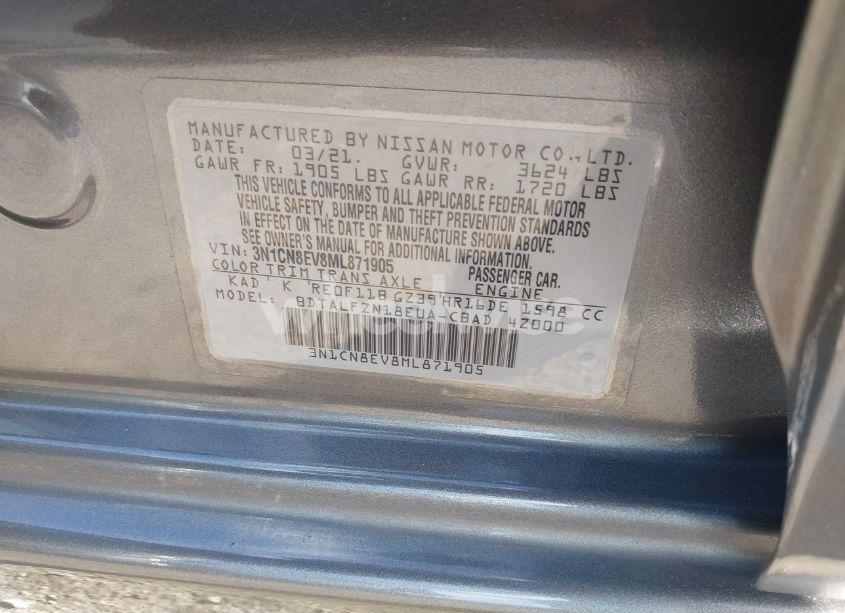 MANUFACTURED BY NISSAN MOTOR CO.,LTD.
DATE: 03/21. GVWR: 3624 LBS
GAWR FR: 1905 LBS GAWR RR: 1720 LBS
THIS VEHICLE CONFORMS TO ALL APPLICABLE FEDERAL MOTOR
VEHICLE SAFETY, BUMPER AND THEFT PREVENTION STANDARDS
IN EFFECT ON THE DATE OF MANUFACTURE SHOWN ABOVE.
SEE OWNER'S MANUAL FOR ADDITIONAL INFORMATION.
VIN: 3N1CN8EV8ML871905 PASSENGER CAR.
COLOR TRIM TRANS AXLE ENGINE
KAD K RE0F11B GZ39 HR16DE 1598 CC
MODEL: BDTALFZN18EUA-CBAD 4Z000
3N1CN8EV8ML871905